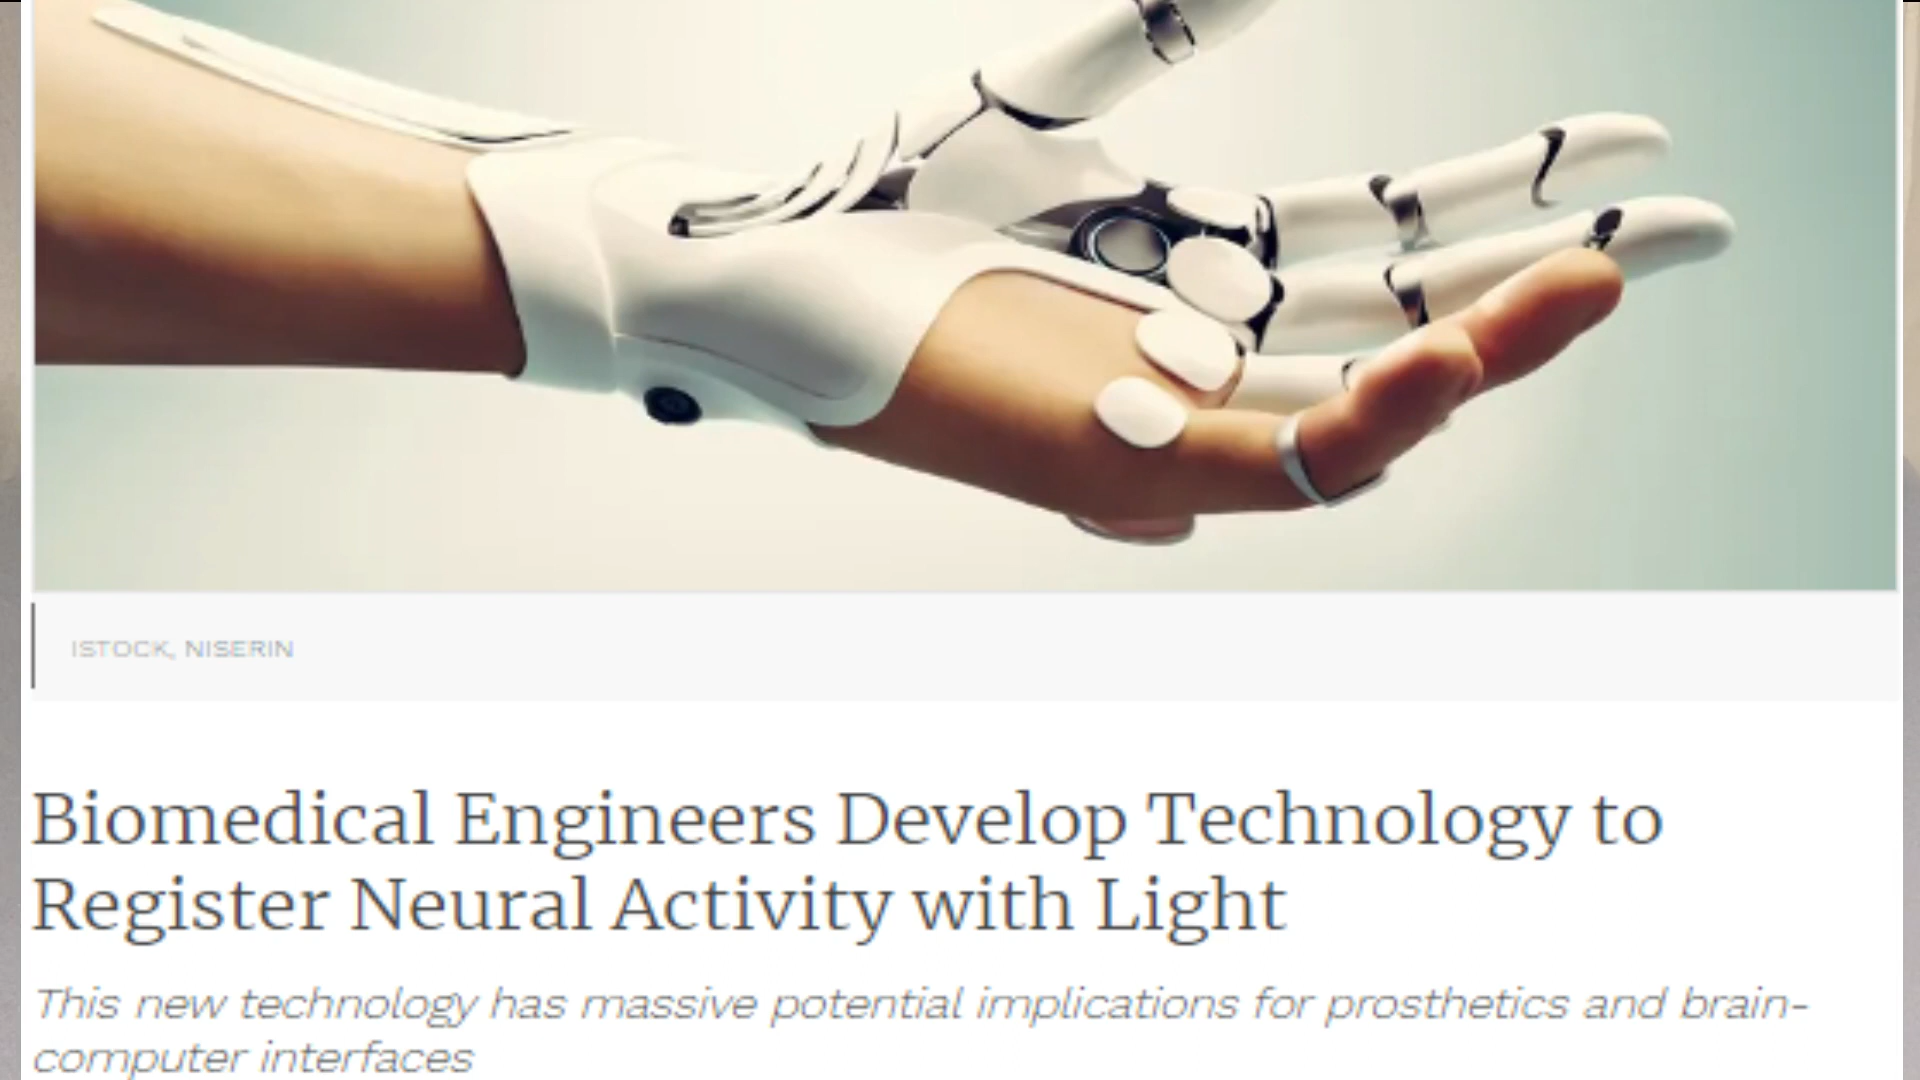 ISTOCK, NISERIN
Biomedical Engineers Develop Technology to
Register Neural Activity with Light
This new technology has massive potential implications for prosthetics and brain-
computer interfaces